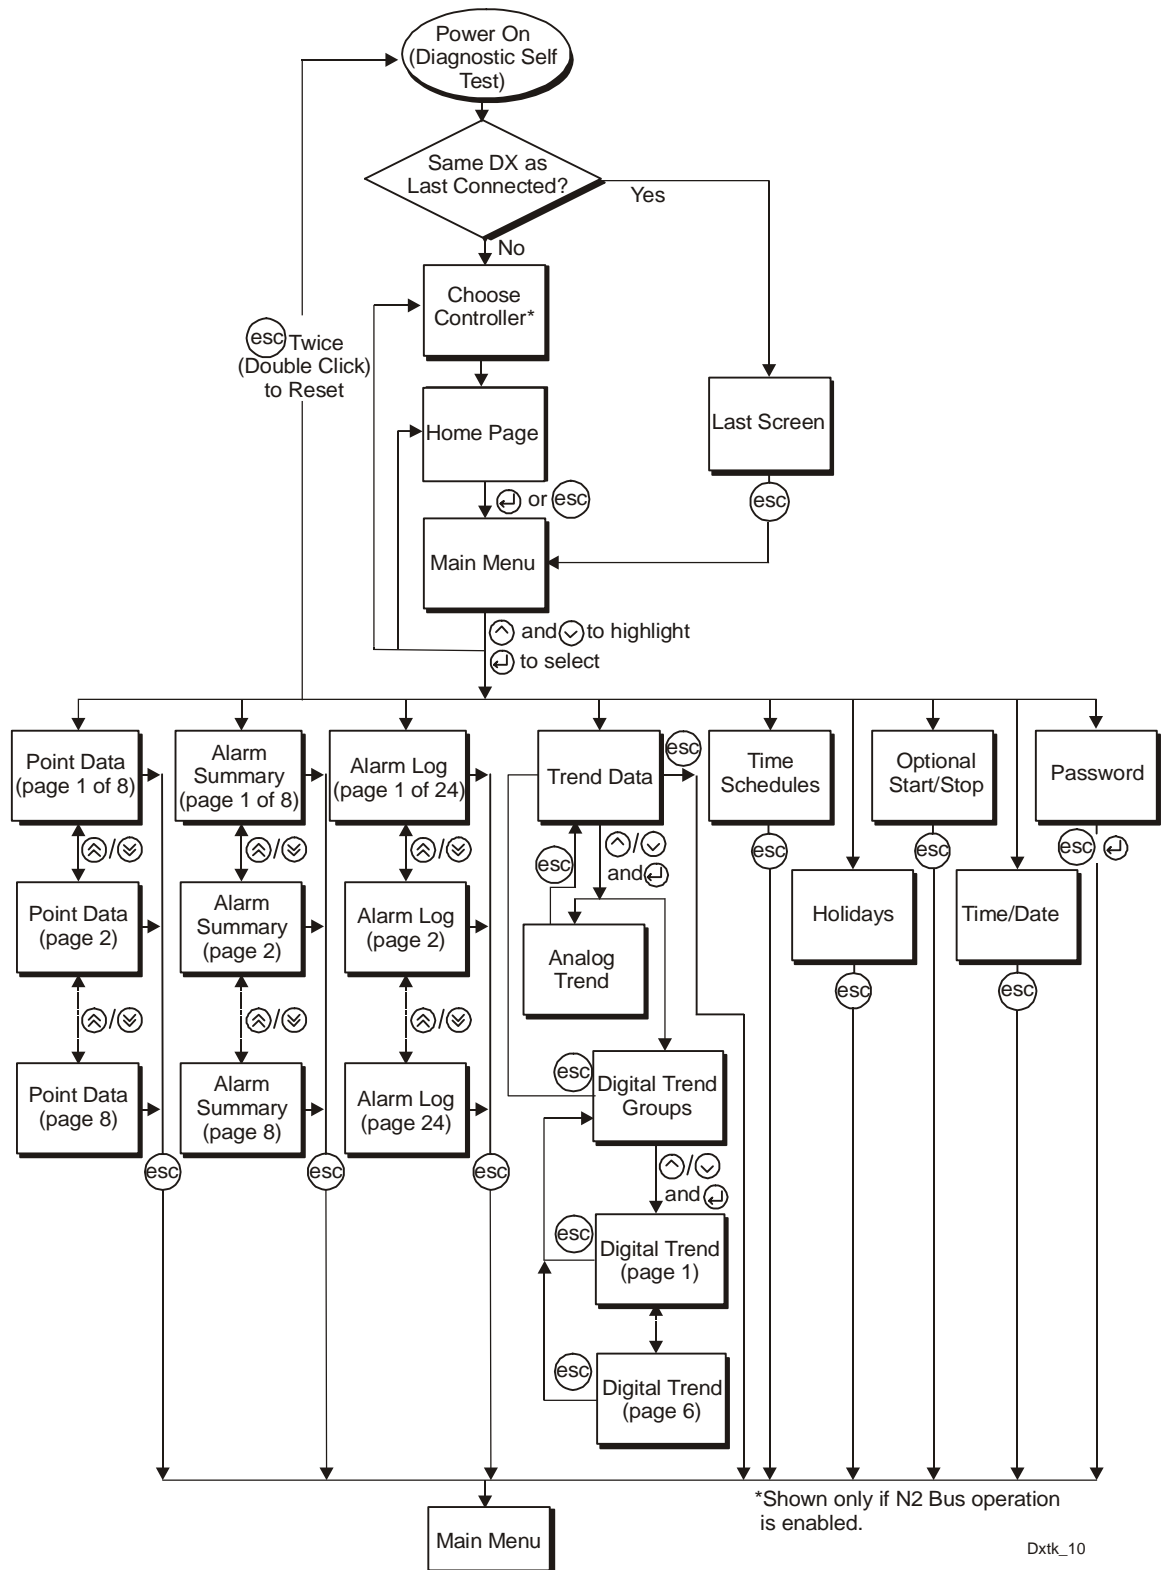 Power On
(Diagnostic Self
Test)
Same DX as
Last Connected?
Yes
No
Choose
Controller*
esc Twice
(Double Click)
to Reset
Home Page
Last Screen
or esc
esc
Main Menu
and to highlight
to select
Point Data
(page 1 of 8)
Alarm
Summary
(page 1 of 8)
Alarm Log
(page 1 of 24)
Trend Data
esc
Time
Schedules
Optional
Start/Stop
Password
/
/
/
esc
/
and
esc
esc
esc
Point Data
(page 2)
Alarm
Summary
(page 2)
Alarm Log
(page 2)
Analog
Trend
Holidays
Time/Date
esc
esc
/
/
/
Point Data
(page 8)
Alarm
Summary
(page 8)
Alarm Log
(page 24)
esc
Digital Trend
Groups
esc
esc
esc
/
and
esc
Digital Trend
(page 1)
esc
Digital Trend
(page 6)
*Shown only if N2 Bus operation
is enabled.
Main Menu
Dxtk_10